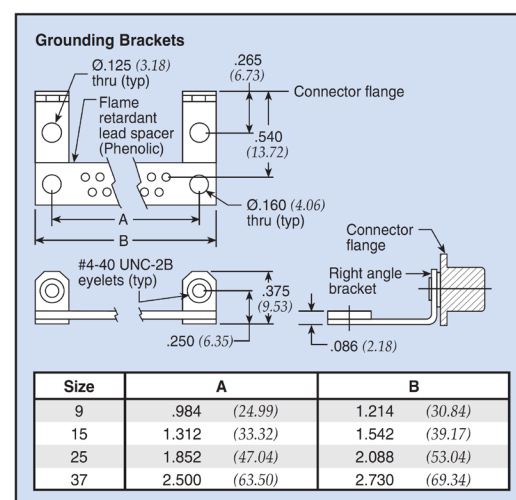 Grounding Brackets
Ø.125 (3.18)
thru (typ)
.265
(6.73)
Connector flange
Flame
retardant
lead spacer
(Phenolic)
.540
(13.72)
Ø.160 (4.06)
thru (typ)
A
B
Connector
flange
#4-40 UNC-2B
eyelets (typ)
Right angle
bracket
.375
(9.53)
.250 (6.35)
.086 (2.18)
Size A B
9 .984 (24.99) 1.214 (30.84)
15 1.312 (33.32) 1.542 (39.17)
25 1.852 (47.04) 2.088 (53.04)
37 2.500 (63.50) 2.730 (69.34)